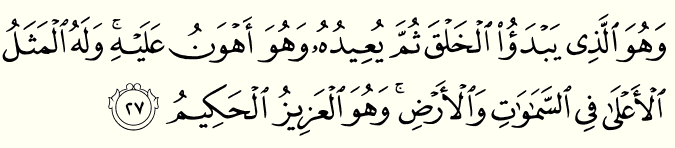 وَهُوَ ٱلَّذِى يَبْدَؤُا۟ ٱلْخَلْقَ ثُمَّ يُعِيدُهُۥ وَهُوَ أَهْوَنُ عَلَيْهِ ۚ وَلَهُ ٱلْمَثَلُ
ٱلْأَعْلَىٰ فِى ٱلسَّمَٰوَٰتِ وَٱلْأَرْضِ ۚ وَهُوَ ٱلْعَزِيزُ ٱلْحَكِيمُ ٢٧